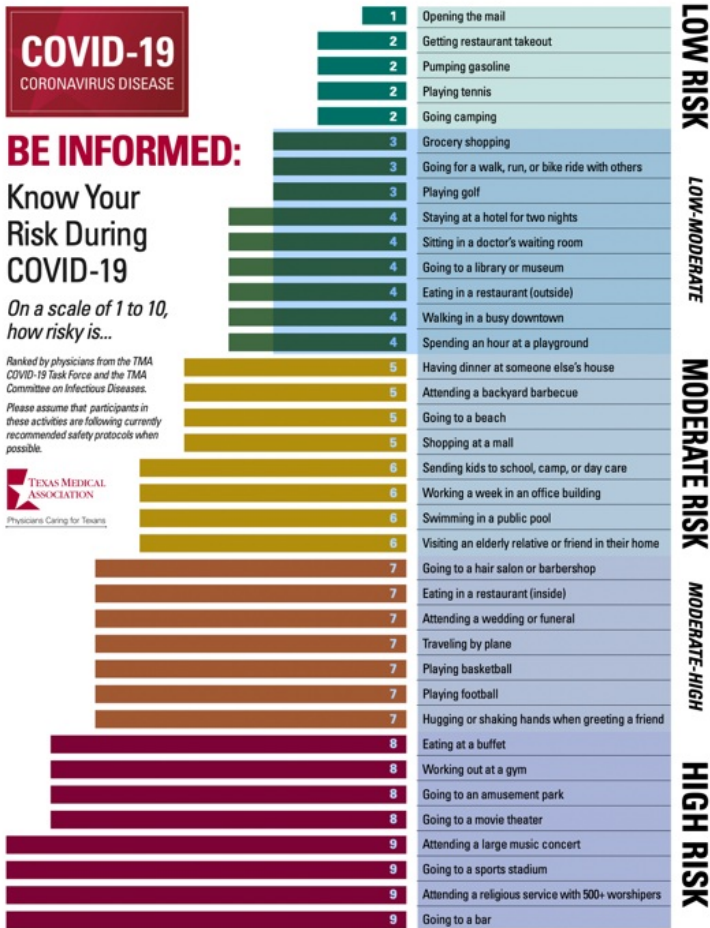 COVID-19
CORONAVIRUS DISEASE
BE INFORMED:
Know Your
Risk During
COVID-19
On a scale of 1 to 10,
how risky is...
Ranked by physicians from the TMA
COVID-19 Task Force and the TMA
Committee on Infectious Diseases.
Please assume that participants in
these activities are following currently
recommended safety protocols when
possible.
TEXAS MEDICAL
ASSOCIATION
Physicians Caring for Texans
LOW RISK
1 Opening the mail
2 Getting restaurant takeout
2 Pumping gasoline
2 Playing tennis
2 Going camping
LOW-MODERATE
3 Grocery shopping
3 Going for a walk, run, or bike ride with others
3 Playing golf
4 Staying at a hotel for two nights
4 Sitting in a doctor's waiting room
4 Going to a library or museum
4 Eating in a restaurant (outside)
4 Walking in a busy downtown
4 Spending an hour at a playground
MODERATE RISK
5 Having dinner at someone else's house
5 Attending a backyard barbecue
5 Going to a beach
5 Shopping at a mall
6 Sending kids to school, camp, or day care
6 Working a week in an office building
6 Swimming in a public pool
6 Visiting an elderly relative or friend in their home
MODERATE-HIGH
7 Going to a hair salon or barbershop
7 Eating in a restaurant (inside)
7 Attending a wedding or funeral
7 Traveling by plane
7 Playing basketball
7 Playing football
7 Hugging or shaking hands when greeting a friend
HIGH RISK
8 Eating at a buffet
8 Working out at a gym
8 Going to an amusement park
8 Going to a movie theater
9 Attending a large music concert
9 Going to a sports stadium
9 Attending a religious service with 500+ worshipers
9 Going to a bar